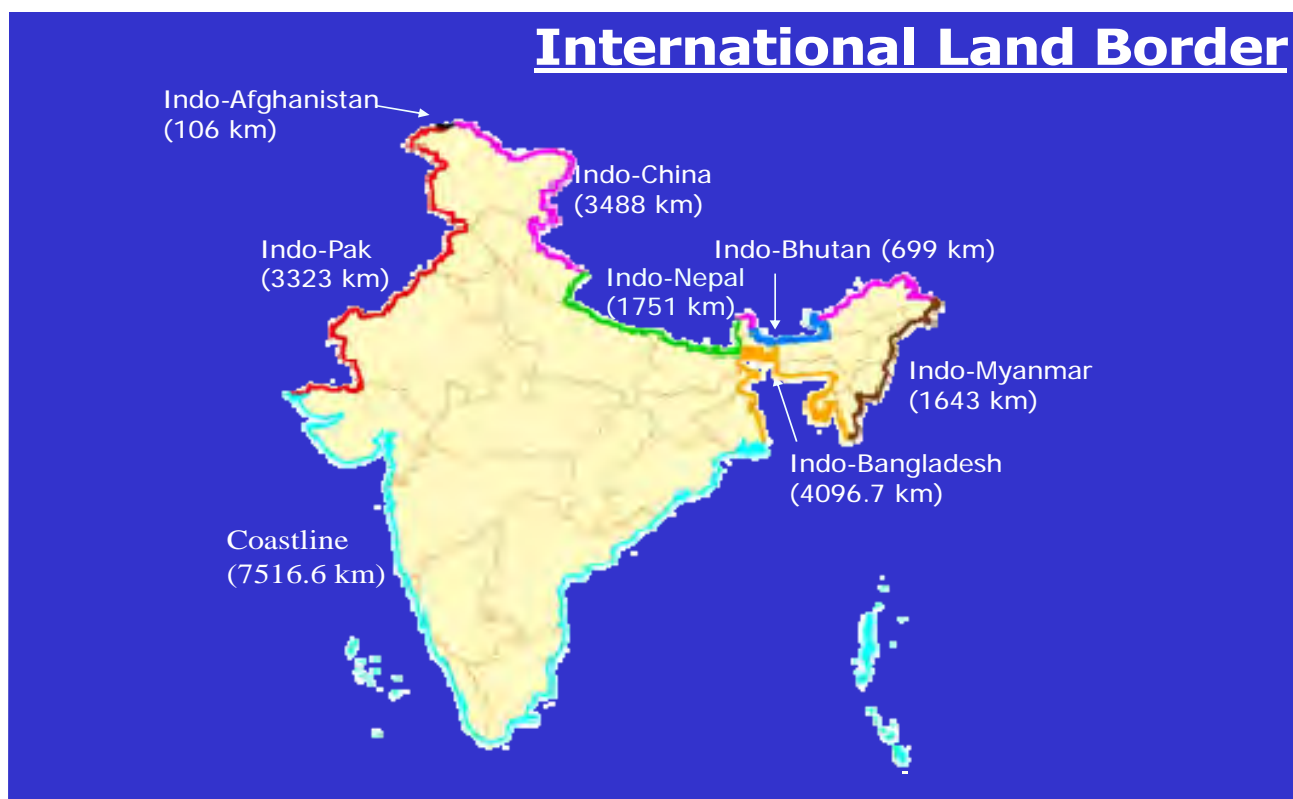 International Land Border
Indo-Afghanistan
(106 km)
Indo-China
(3488 km)
Indo-Pak
(3323 km)
Indo-Bhutan (699 km)
Indo-Nepal
(1751 km)
Indo-Myanmar
(1643 km)
Indo-Bangladesh
(4096.7 km)
Coastline
(7516.6 km)